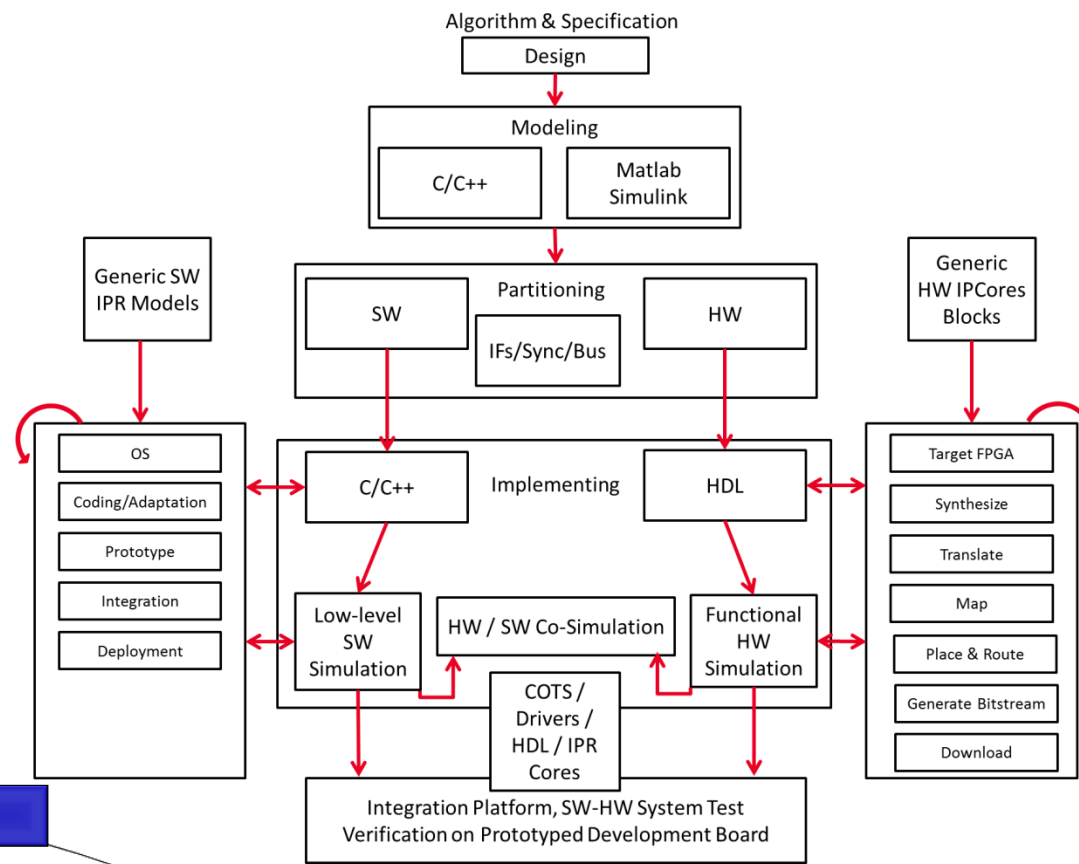 Algorithm & Specification
Design
Modeling
C/C++
Matlab
Simulink
Generic SW
IPR Models
Partitioning
SW
IFs/Sync/Bus
HW
Generic
HW IPCores
Blocks
OS
Coding/Adaptation
Prototype
Integration
Deployment
Implementing
C/C++
HDL
Low-level
SW
Simulation
HW / SW Co-Simulation
Functional
HW
Simulation
COTS /
Drivers /
HDL / IPR
Cores
Target FPGA
Synthesize
Translate
Map
Place & Route
Generate Bitstream
Download
Integration Platform, SW-HW System Test
Verification on Prototyped Development Board